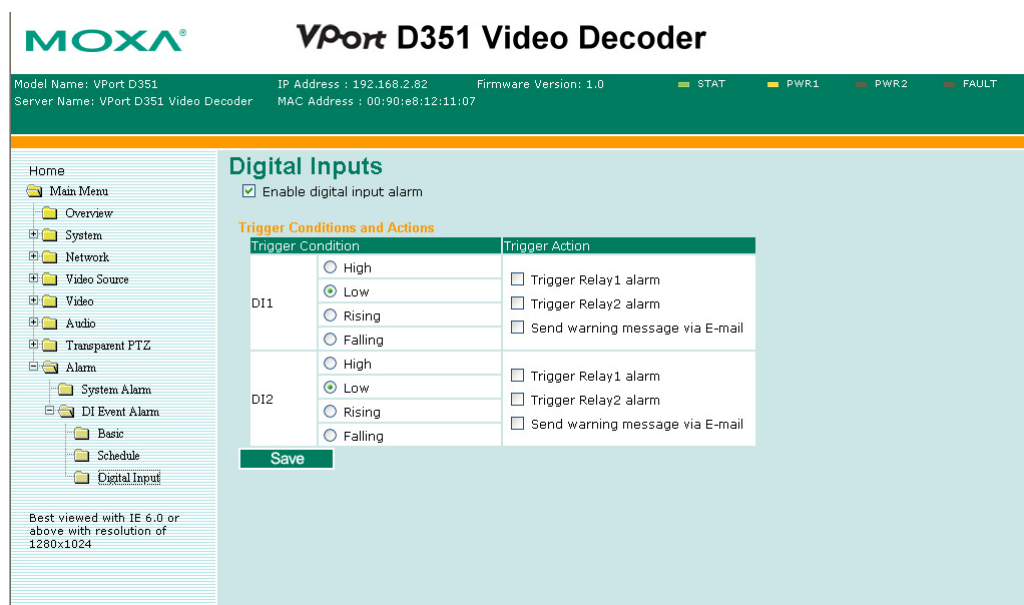 MOXA®
VPort D351 Video Decoder
Model Name: VPort D351 IP Address : 192.168.2.82 Firmware Version: 1.0 STAT PWR1 PWR2 FAULT
Server Name: VPort D351 Video Decoder MAC Address : 00:90:e8:12:11:07
Home
Main Menu
Overview
System
Network
Video Source
Video
Audio
Transparent PTZ
Alarm
System Alarm
DI Event Alarm
Basic
Schedule
Digital Input
Best viewed with IE 6.0 or
above with resolution of
1280x1024
Digital Inputs
Enable digital input alarm
Trigger Conditions and Actions
Trigger Condition Trigger Action
DI1
High
Low
Rising
Falling
Trigger Relay1 alarm
Trigger Relay2 alarm
Send warning message via E-mail
DI2
High
Low
Rising
Falling
Trigger Relay1 alarm
Trigger Relay2 alarm
Send warning message via E-mail
Save